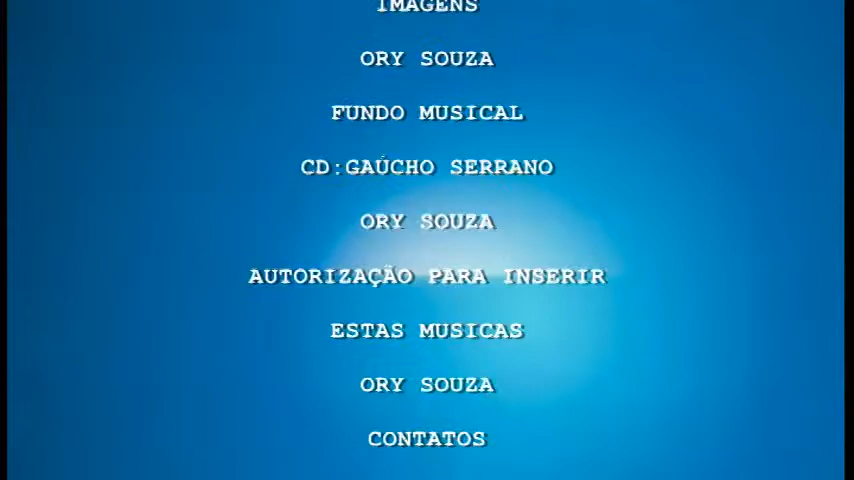 IMAGENS
ORY SOUZA
FUNDO MUSICAL
CD:GAÚCHO SERRANO
ORY SOUZA
AUTORIZAÇÃO PARA INSERIR
ESTAS MUSICAS
ORY SOUZA
CONTATOS